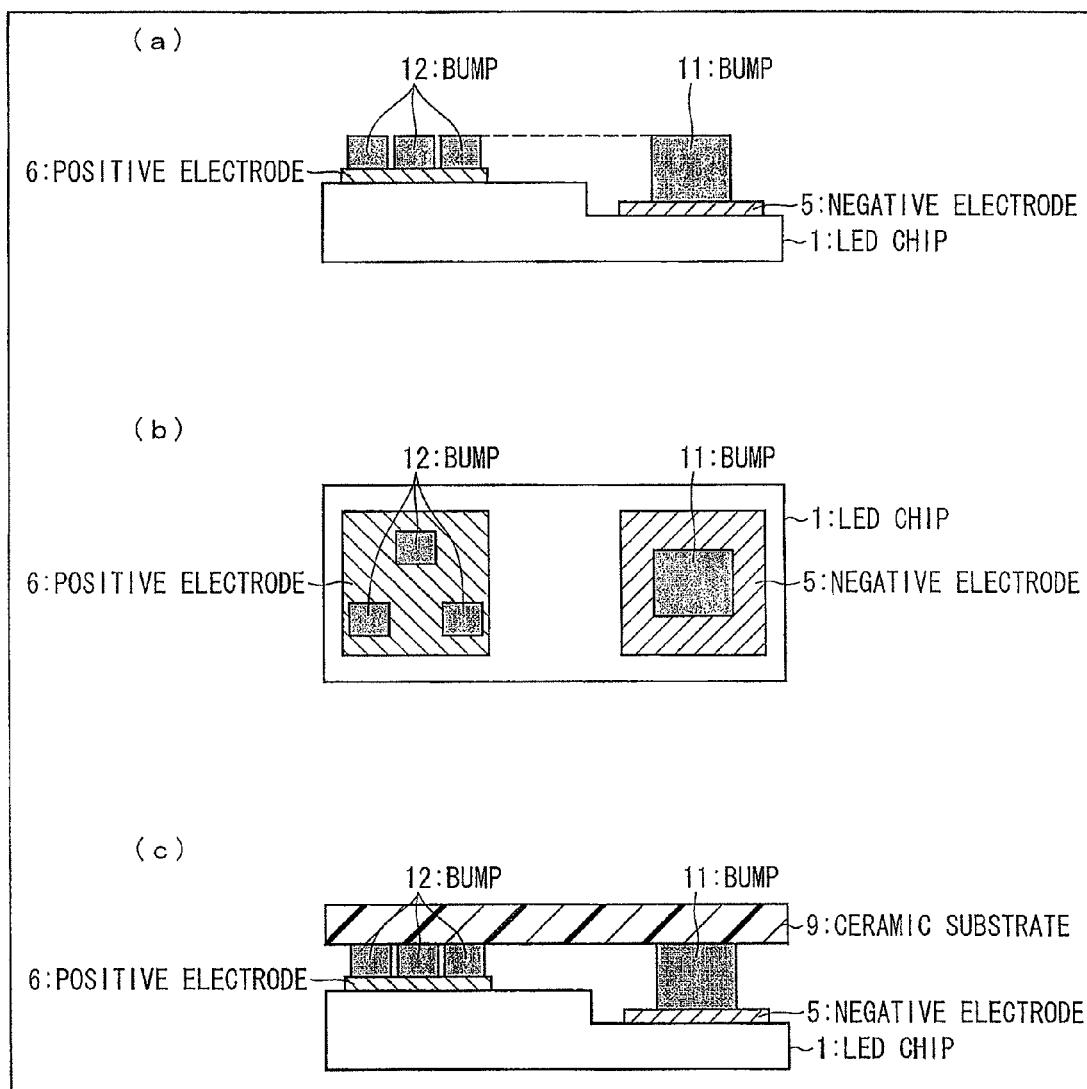 (a)
12:BUMP
11:BUMP
6:POSITIVE ELECTRODE
5:NEGATIVE ELECTRODE
1:LED CHIP
(b)
12:BUMP
11:BUMP
1:LED CHIP
6:POSITIVE ELECTRODE
5:NEGATIVE ELECTRODE
(c)
12:BUMP
11:BUMP
9:CERAMIC SUBSTRATE
6:POSITIVE ELECTRODE
5:NEGATIVE ELECTRODE
1:LED CHIP